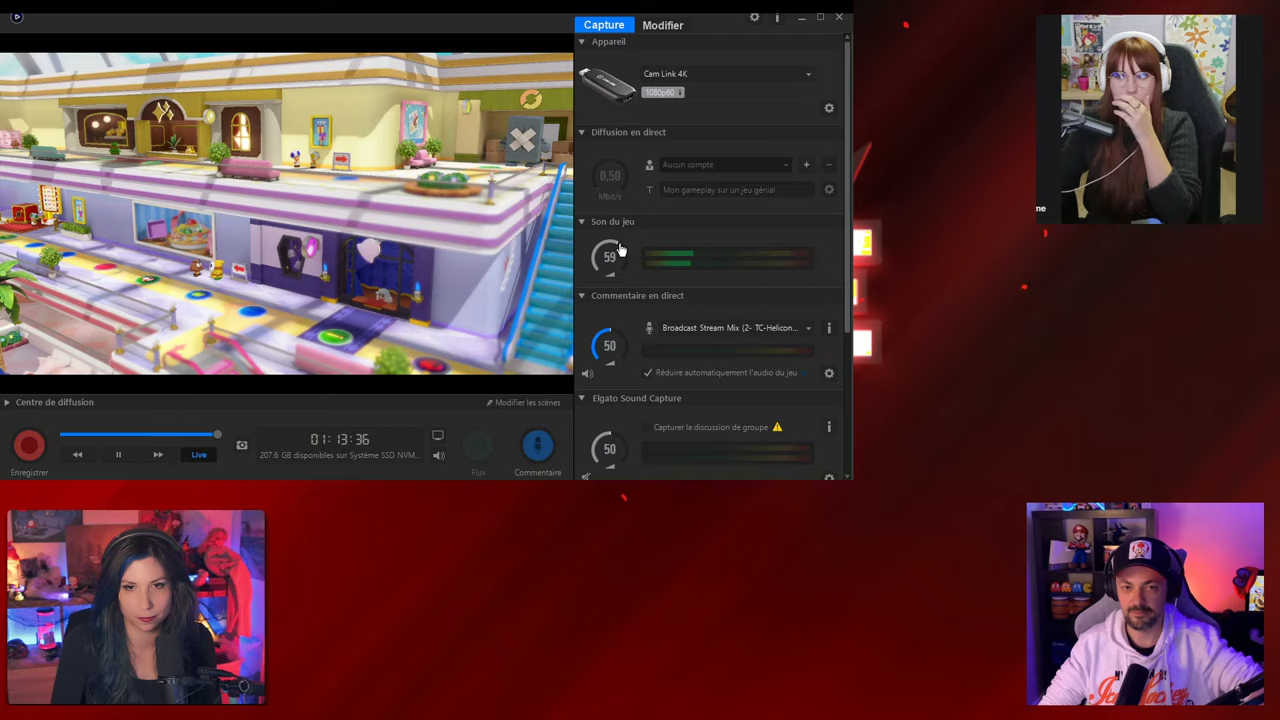 Capture Modifier
Appareil
Cam Link 4K
1080p60
Diffusion en direct
0,50
Mbit/s
Aucun compte
Mon gameplay sur un jeu génial
Son du jeu
59
Commentaire en direct
50
Broadcast Stream Mix (2- TC-Helicon...
Réduire automatiquement l'audio du jeu
Elgato Sound Capture
50
Capturer la discussion de groupe
Centre de diffusion
Modifier les scènes
01:13:36
207.6 GB disponibles sur Système SSD NVM...
Live
Enregistrer
Flux
Commentaire
me